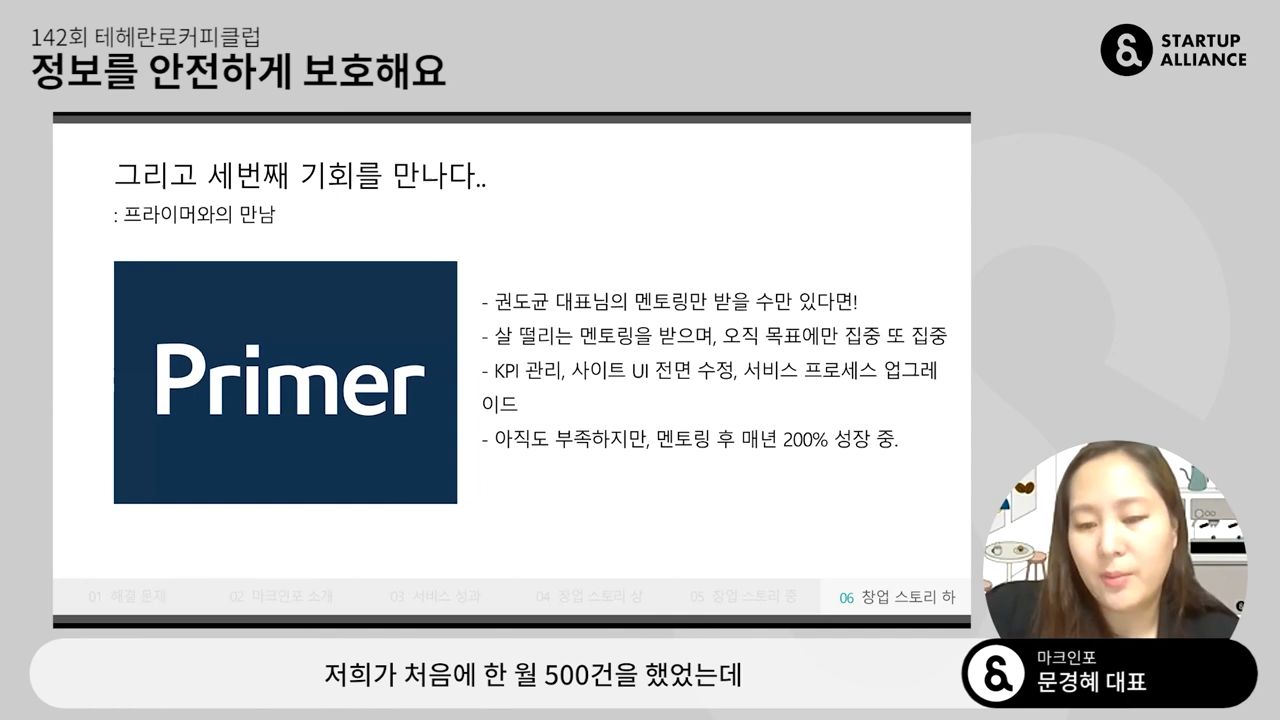 142회 테헤란로커피클럽
정보를 안전하게 보호해요
STARTUP
ALLIANCE
그리고 세번째 기회를 만나다..
: 프라이머와의 만남
Primer
- 권도균 대표님의 멘토링만 받을 수만 있다면!
- 살 떨리는 멘토링을 받으며, 오직 목표에만 집중 또 집중
- KPI 관리, 사이트 UI 전면 수정, 서비스 프로세스 업그레
이드
- 아직도 부족하지만, 멘토링 후 매년 200% 성장 중.
01 해결 문제 02 마크인포 소개 03 서비스 성과 04 창업 스토리 상 05 창업 스토리 중 06 창업 스토리 하
저희가 처음에 한 월 500건을 했었는데
마크인포
문경혜 대표